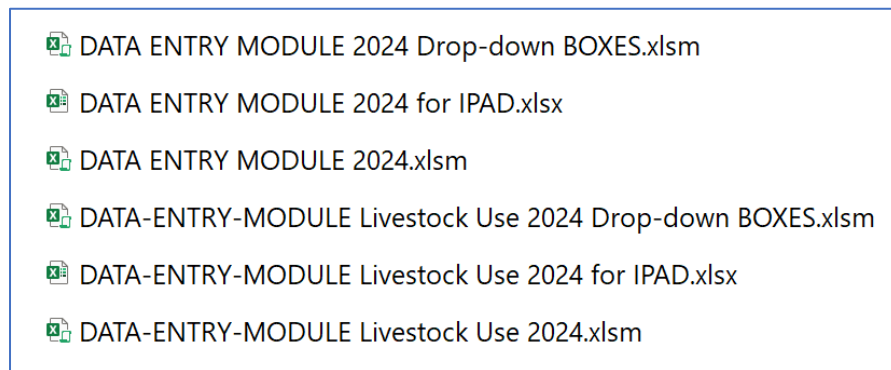 DATA ENTRY MODULE 2024 Drop-down BOXES.xlsm
DATA ENTRY MODULE 2024 for IPAD.xlsx
DATA ENTRY MODULE 2024.xlsm
DATA-ENTRY-MODULE Livestock Use 2024 Drop-down BOXES.xlsm
DATA-ENTRY-MODULE Livestock Use 2024 for IPAD.xlsx
DATA-ENTRY-MODULE Livestock Use 2024.xlsm